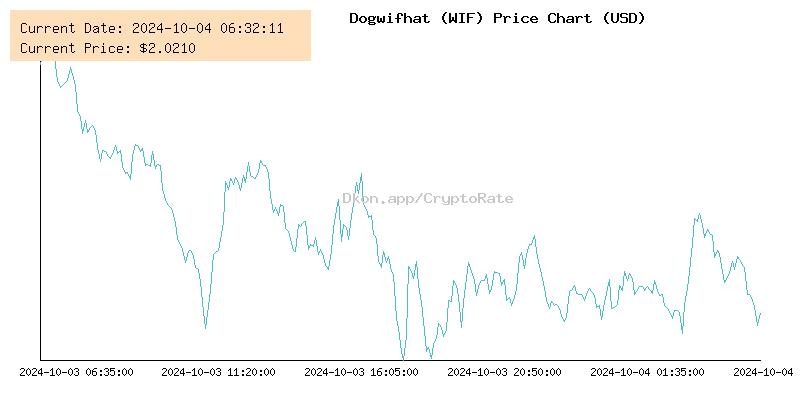 Dogwifhat (WIF) Price Chart (USD)
Current Date: 2024-10-04 06:32:11
Current Price: $2.0210
Dkon.app/CryptoRate
2024-10-03 06:35:00 2024-10-03 11:20:00 2024-10-03 16:05:00 2024-10-03 20:50:00 2024-10-04 01:35:00 2024-10-04